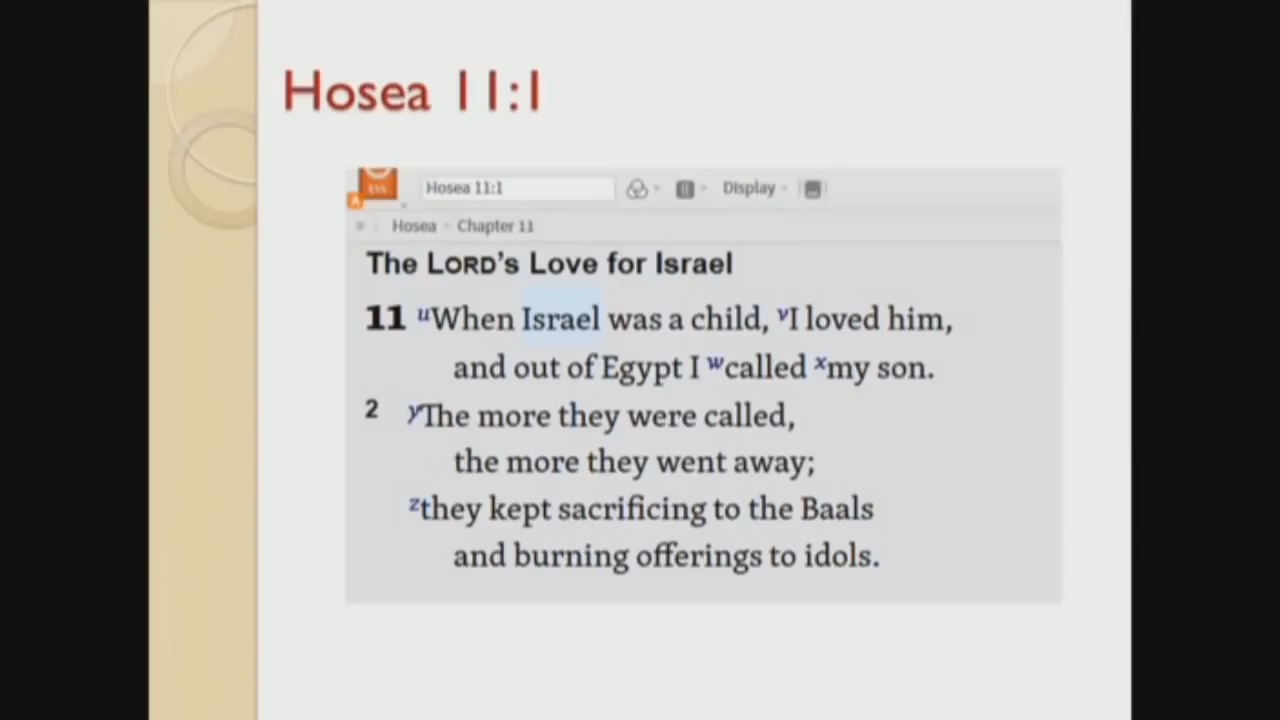 Hosea 11:1
Hosea 11:1 Display
Hosea Chapter 11
The LORD's Love for Israel
11 uWhen Israel was a child, vI loved him,
and out of Egypt I wcalled xmy son.
2 yThe more they were called,
the more they went away;
zthey kept sacrificing to the Baals
and burning offerings to idols.